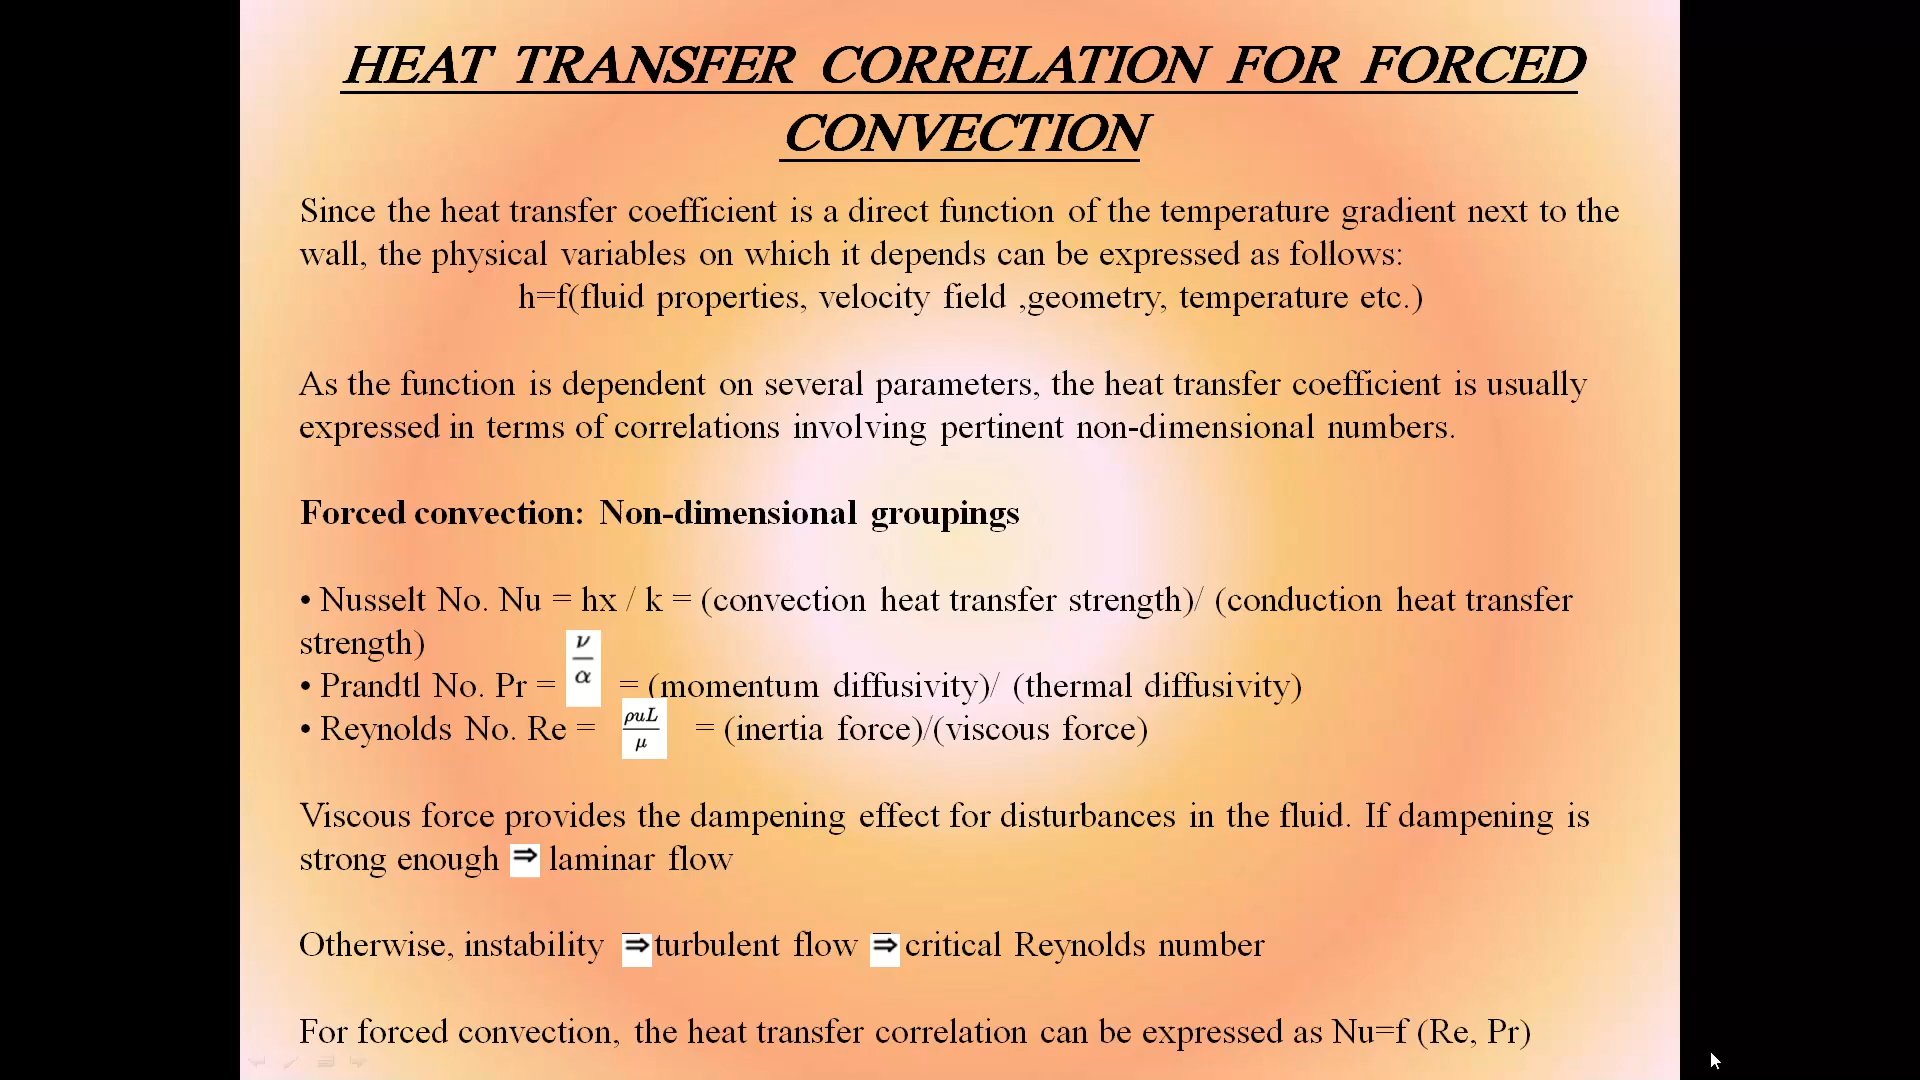 HEAT TRANSFER CORRELATION FOR FORCED
CONVECTION
Since the heat transfer coefficient is a direct function of the temperature gradient next to the
wall, the physical variables on which it depends can be expressed as follows:
h=f(fluid properties, velocity field ,geometry, temperature etc.)
As the function is dependent on several parameters, the heat transfer coefficient is usually
expressed in terms of correlations involving pertinent non-dimensional numbers.
Forced convection: Non-dimensional groupings
• Nusselt No. Nu = hx / k = (convection heat transfer strength)/ (conduction heat transfer
strength)
• Prandtl No. Pr = ν/α = (momentum diffusivity)/ (thermal diffusivity)
• Reynolds No. Re = ρuL/μ = (inertia force)/(viscous force)
Viscous force provides the dampening effect for disturbances in the fluid. If dampening is
strong enough ⇒ laminar flow
Otherwise, instability ⇒ turbulent flow ⇒ critical Reynolds number
For forced convection, the heat transfer correlation can be expressed as Nu=f (Re, Pr)